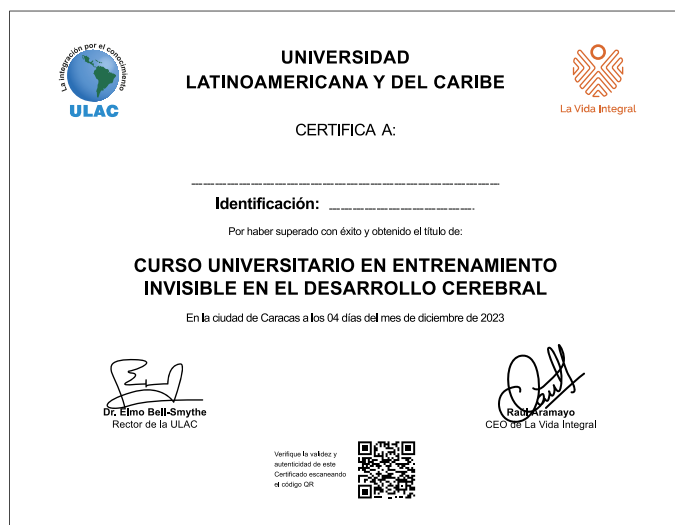 La integración por el conocimiento
ULAC
UNIVERSIDAD
LATINOAMERICANA Y DEL CARIBE
La Vida Integral
CERTIFICA A:
Identificación:
Por haber superado con éxito y obtenido el título de:
CURSO UNIVERSITARIO EN ENTRENAMIENTO
INVISIBLE EN EL DESARROLLO CEREBRAL
En la ciudad de Caracas a los 04 días del mes de diciembre de 2023
Dr. Elmo Bell-Smythe
Rector de la ULAC
Raúl Aramayo
CEO de La Vida Integral
Verifique la validez y
autenticidad de este
Certificado escaneando
el código QR